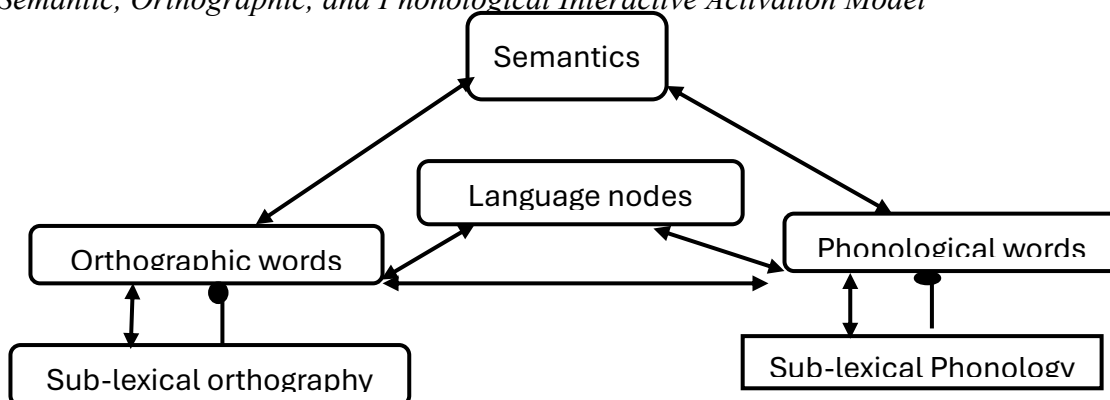 Semantic, Orthographic, and Phonological Interactive Activation Model
Semantics
Language nodes
Orthographic words
Phonological words
Sub-lexical orthography
Sub-lexical Phonology